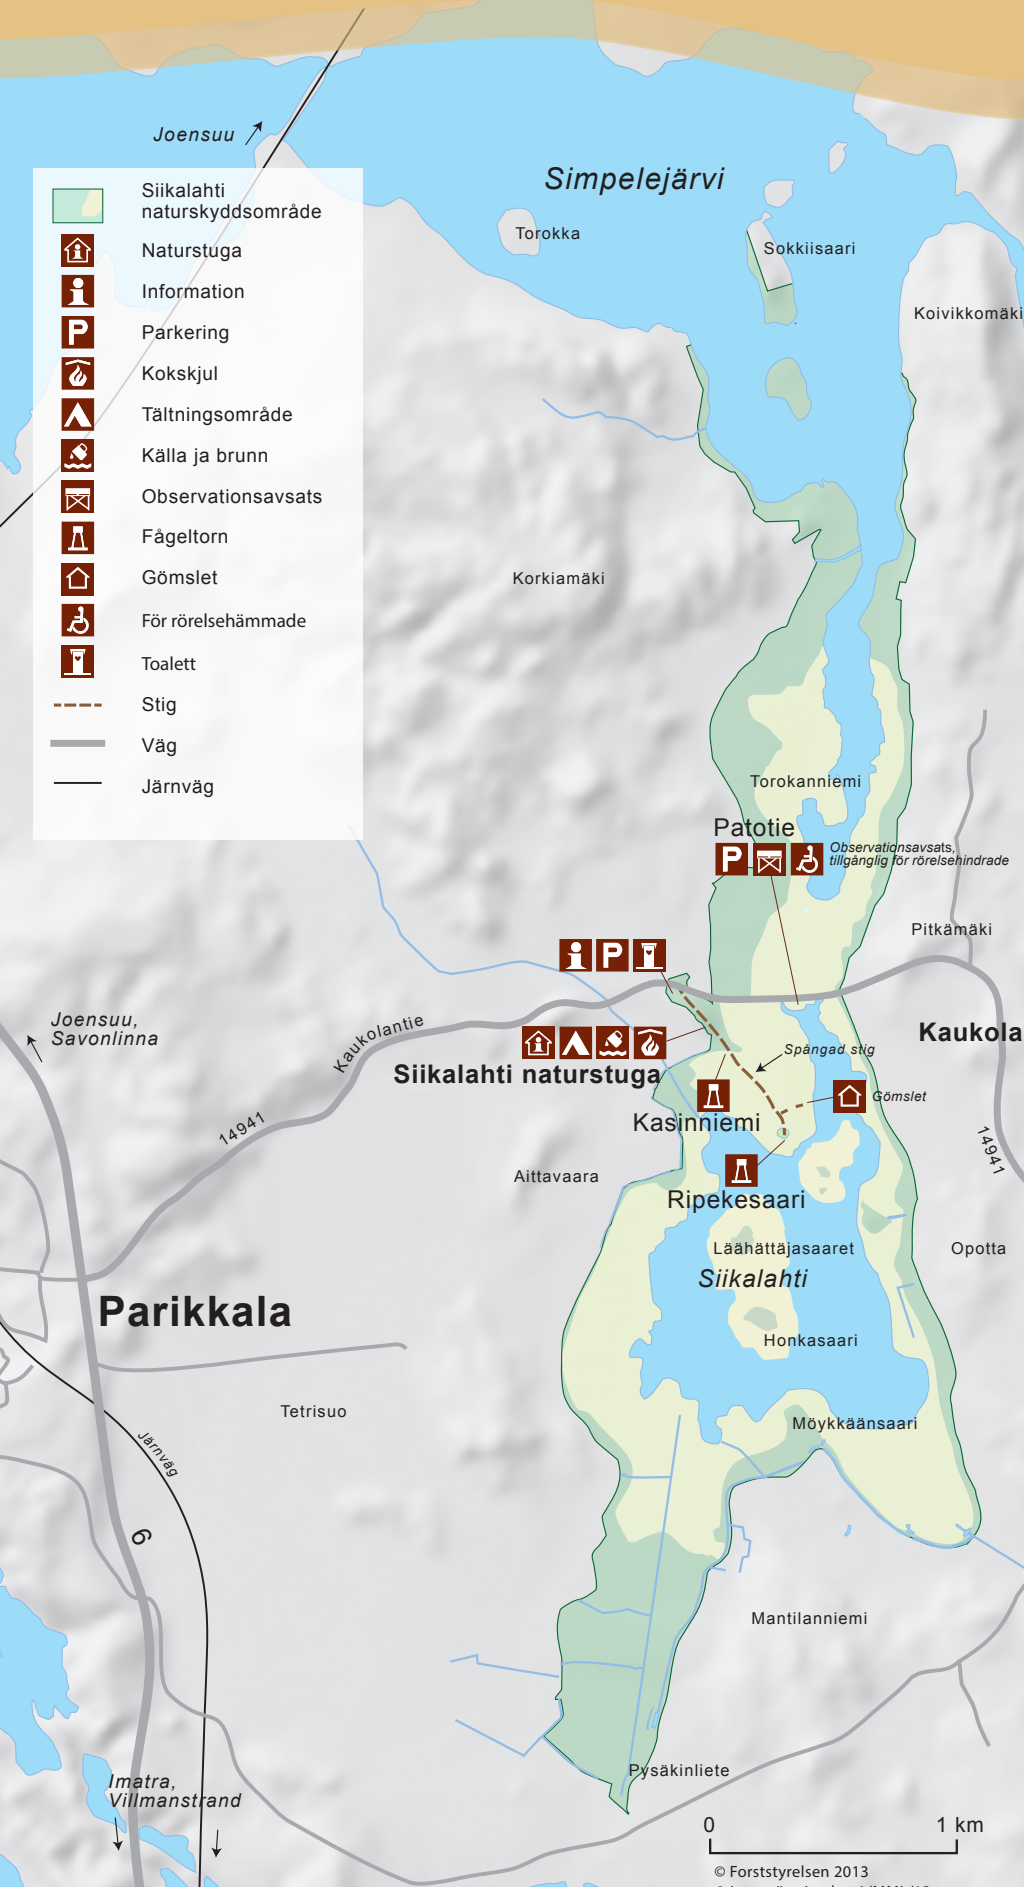 Joensuu
Simpelejärvi
Torokka
Sokkiisaari
Koivikkomäki
Siikalahti
naturskyddsområde
Naturstuga
Information
Parkering
Kokskjul
Tältningsområde
Källa ja brunn
Observationsavsats
Fågeltorn
Gömslet
För rörelsehämmade
Toalett
Stig
Väg
Järnväg
Korkiamäki
Torokanniemi
Patotie
P
Observationsavsats,
tillgånglig för rörelsehindrade
Pitkämäki
P
Joensuu,
Savonlinna
Kaukolantie
Kaukola
Spångad stig
Siikalahti naturstuga
Gömslet
Kasinniemi
14941
14941
Aittavaara
Ripekesaari
Läähättäjasaaret
Opotta
Siikalahti
Parikkala
Honkasaari
Tetrisuo
Möykkäänsaari
Järnväg
6
Mantilanniemi
Pysäkinliete
Imatra,
Villmanstrand
0 1 km
© Forststyrelsen 2013